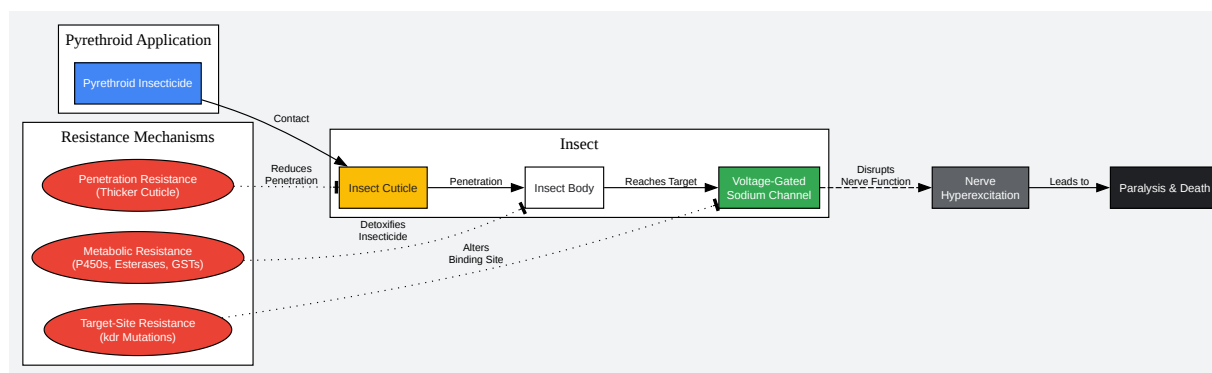 Pyrethroid Application
Pyrethroid Insecticide
Contact
Resistance Mechanisms
Penetration Resistance
(Thicker Cuticle)
Reduces
Penetration
Metabolic Resistance
(P450s, Esterases, GSTs)
Detoxifies
Insecticide
Target-Site Resistance
(kdr Mutations)
Alters
Binding Site
Insect
Insect Cuticle
Penetration
Insect Body
Reaches Target
Voltage-Gated
Sodium Channel
Disrupts
Nerve Function
Nerve
Hyperexcitation
Leads to
Paralysis & Death